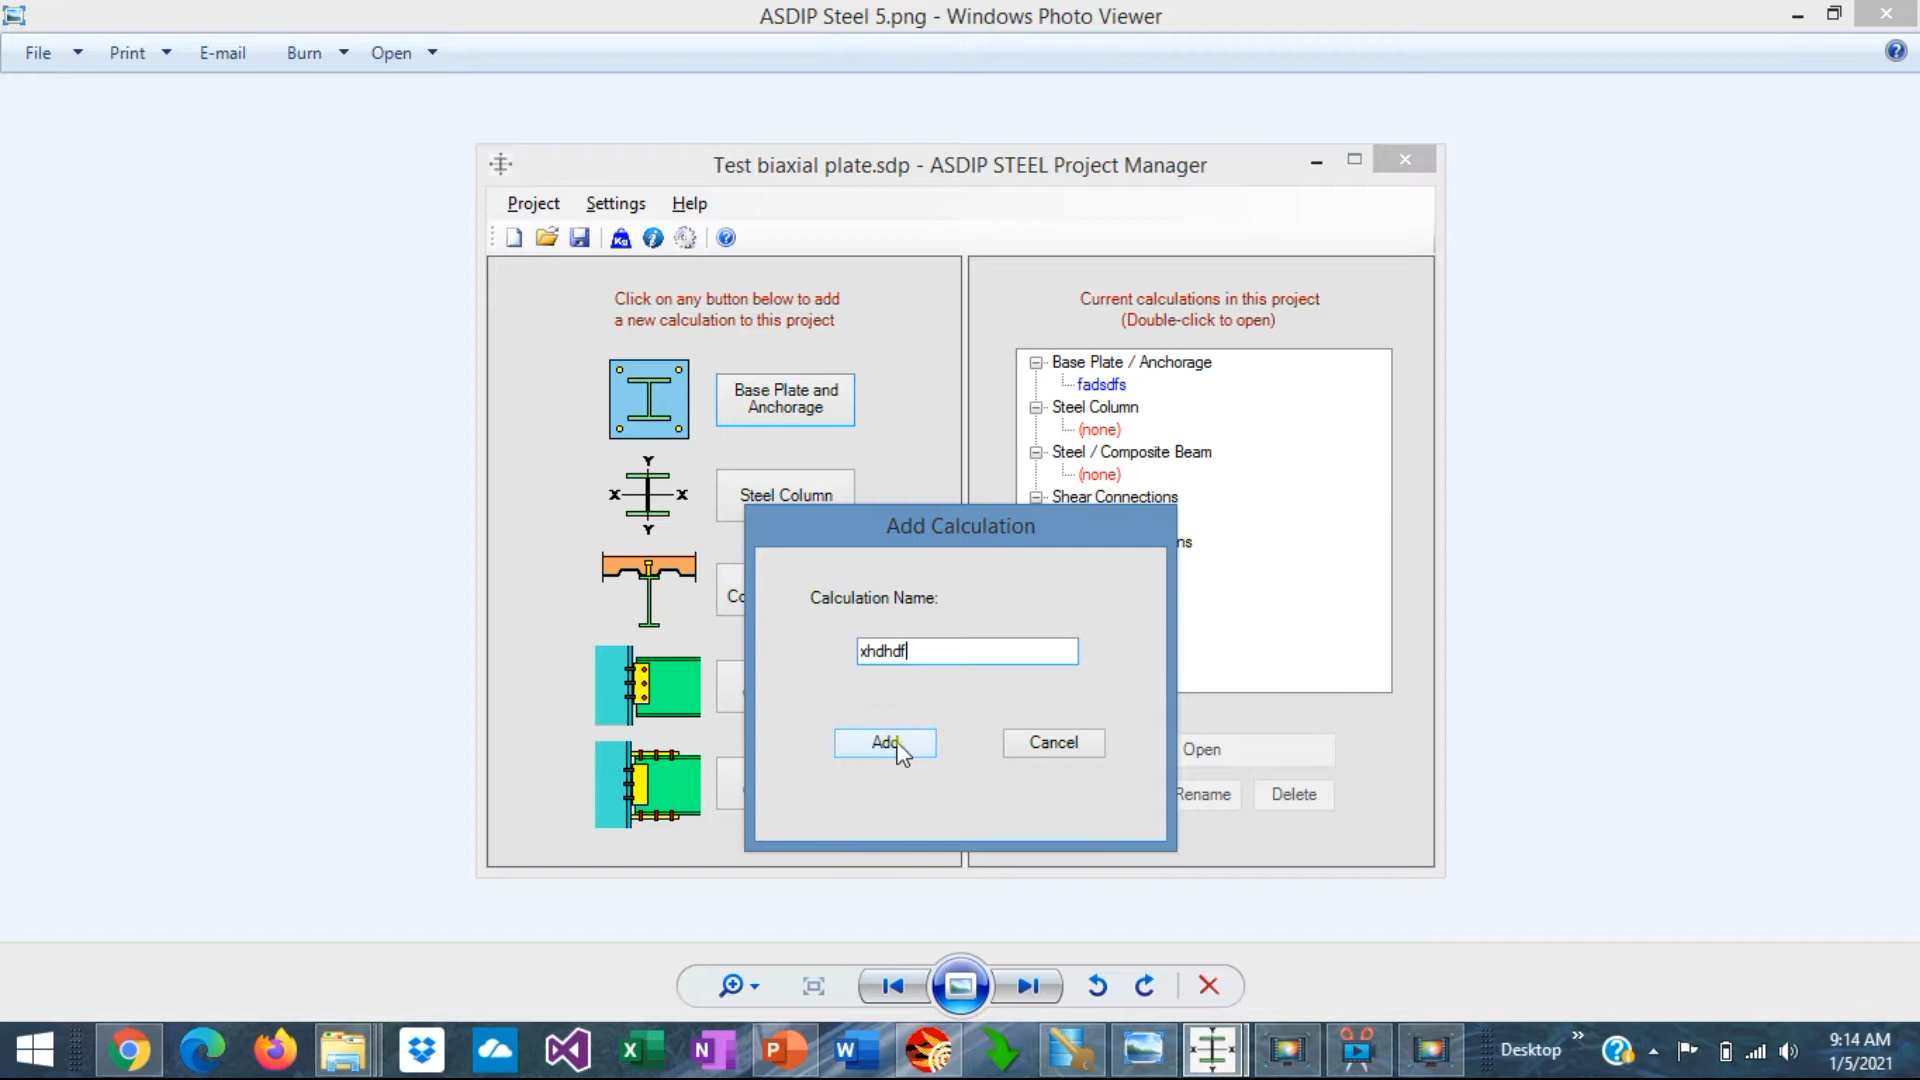 ASDIP Steel 5.png - Windows Photo Viewer
File Print E-mail Burn Open
Test biaxial plate.sdp - ASDIP STEEL Project Manager
Project Settings Help
Kg
Click on any button below to add
a new calculation to this project
Current calculations in this project
(Double-click to open)
Base Plate and
Anchorage
Base Plate / Anchorage
fadsdfs
Steel Column
(none)
Steel / Composite Beam
(none)
Shear Connections
Y
X X
Y
Steel Column
Add Calculation
Calculation Name:
xhdhdf
Add
Cancel
Open
Rename
Delete
Desktop
9:14 AM
1/5/2021